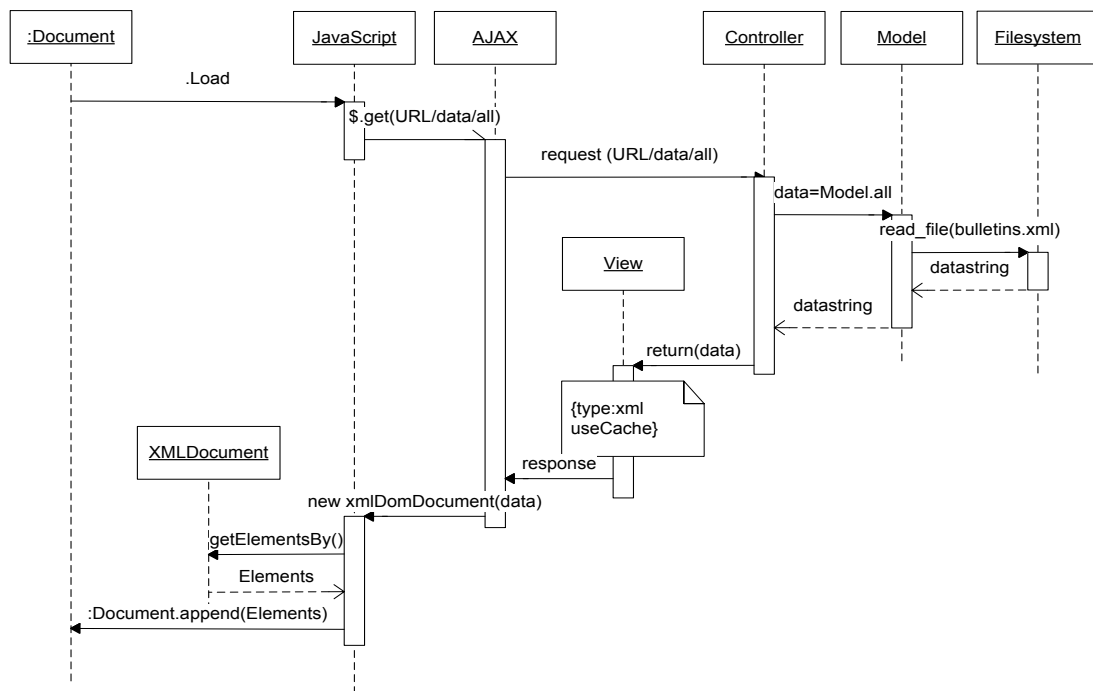 :Document
JavaScript
AJAX
Controller
Model
Filesystem
.Load
$.get(URL/data/all)
request (URL/data/all)
data=Model.all
read_file(bulletins.xml)
View
datastring
datastring
return(data)
{type:xml
useCache}
XMLDocument
response
new xmlDomDocument(data)
getElementsBy()
Elements
:Document.append(Elements)